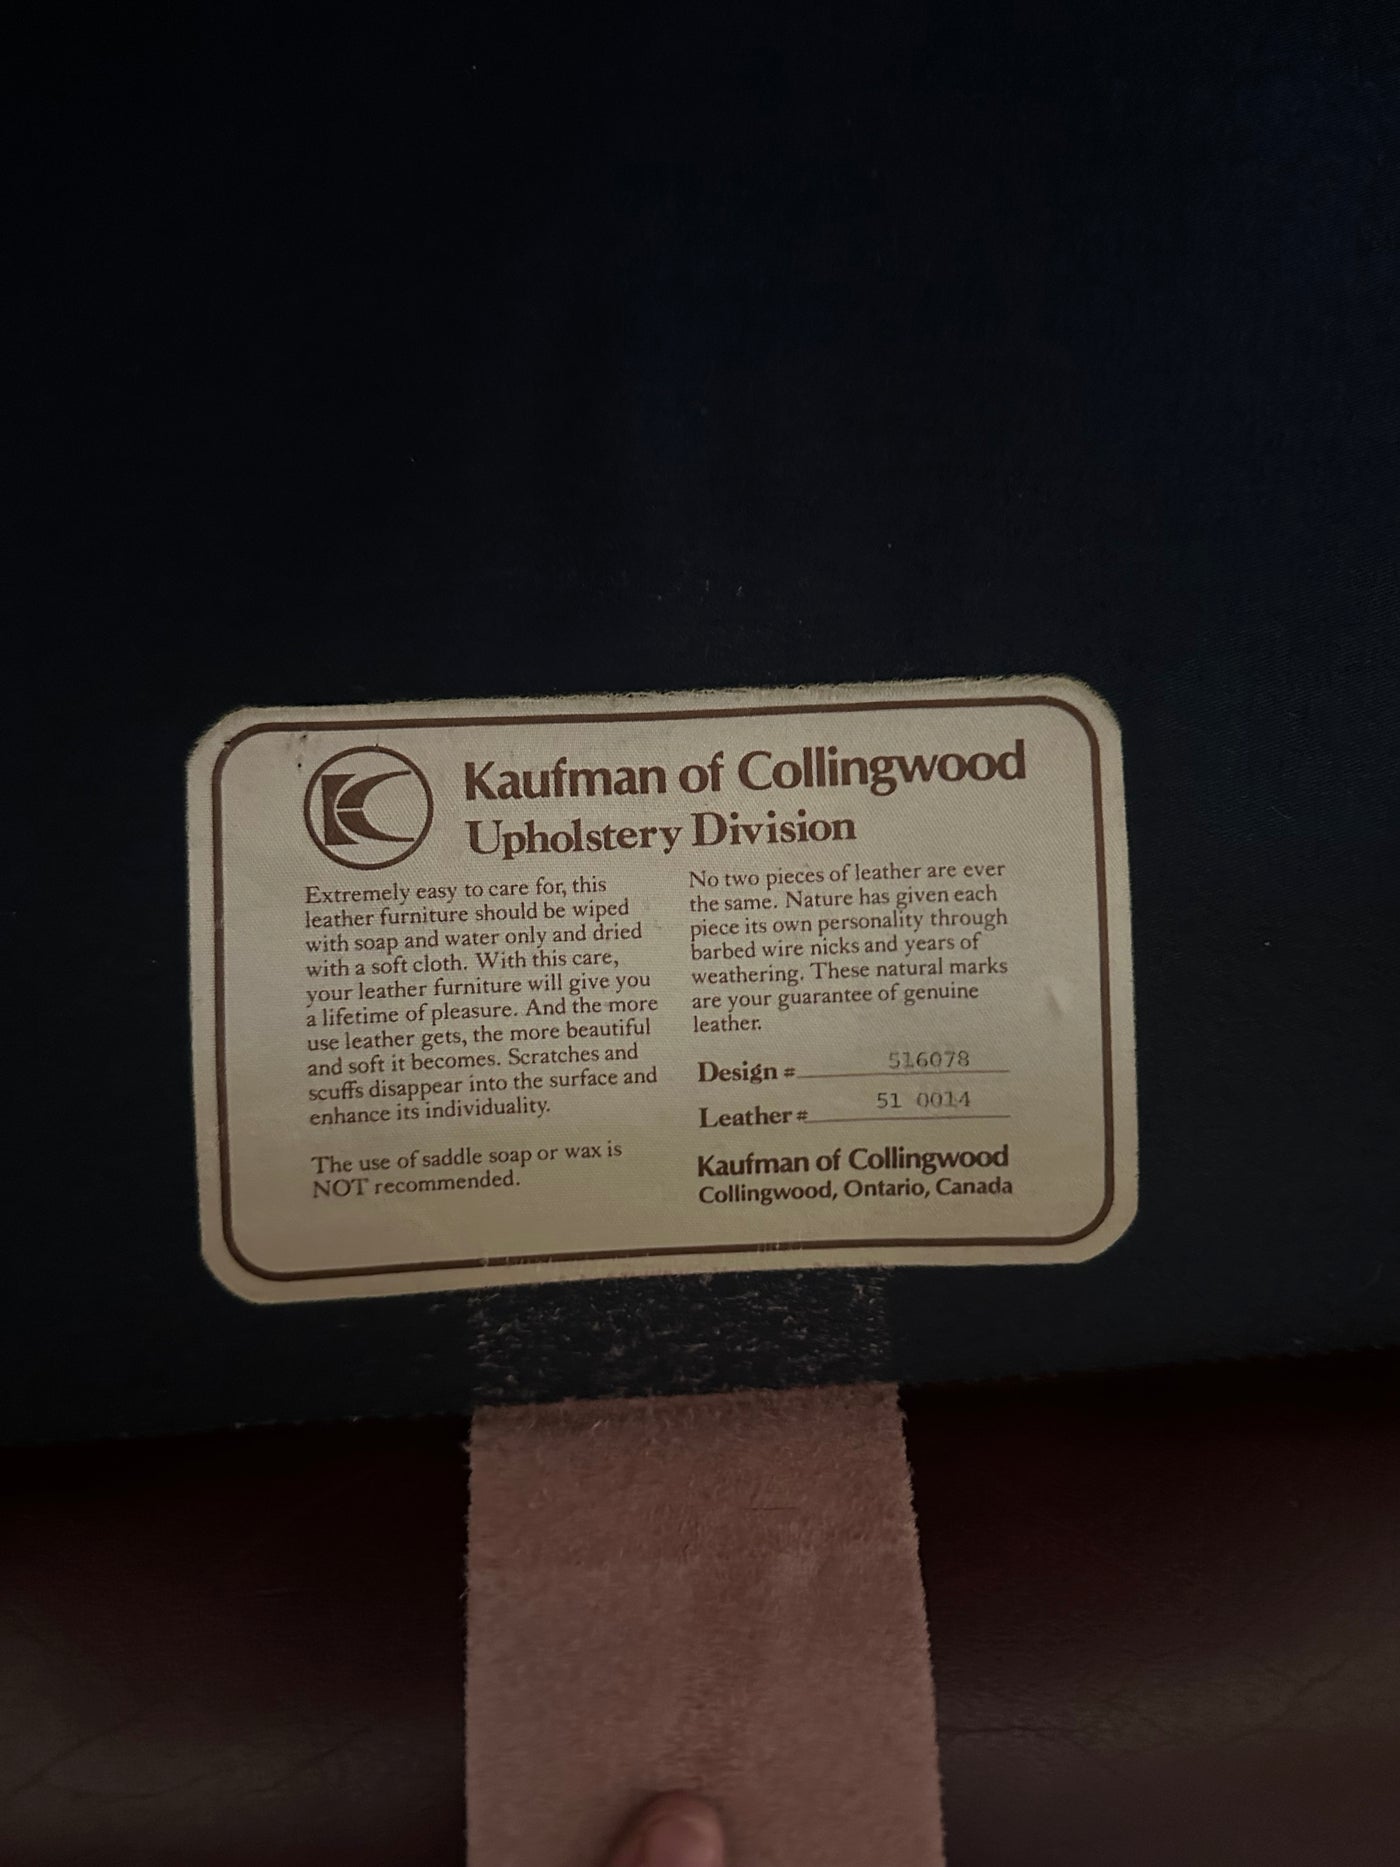 Kaufman of Collingwood
Upholstery Division
Extremely easy to care for, this
leather furniture should be wiped
with soap and water only and dried
with a soft cloth. With this care,
your leather furniture will give you
a lifetime of pleasure. And the more
use leather gets, the more beautiful
and soft it becomes. Scratches and
scuffs disappear into the surface and
enhance its individuality.
The use of saddle soap or wax is
NOT recommended.
No two pieces of leather are ever
the same. Nature has given each
piece its own personality through
barbed wire nicks and years of
weathering. These natural marks
are your guarantee of genuine
leather.
Design # 516078
Leather # 51 0014
Kaufman of Collingwood
Collingwood, Ontario, Canada